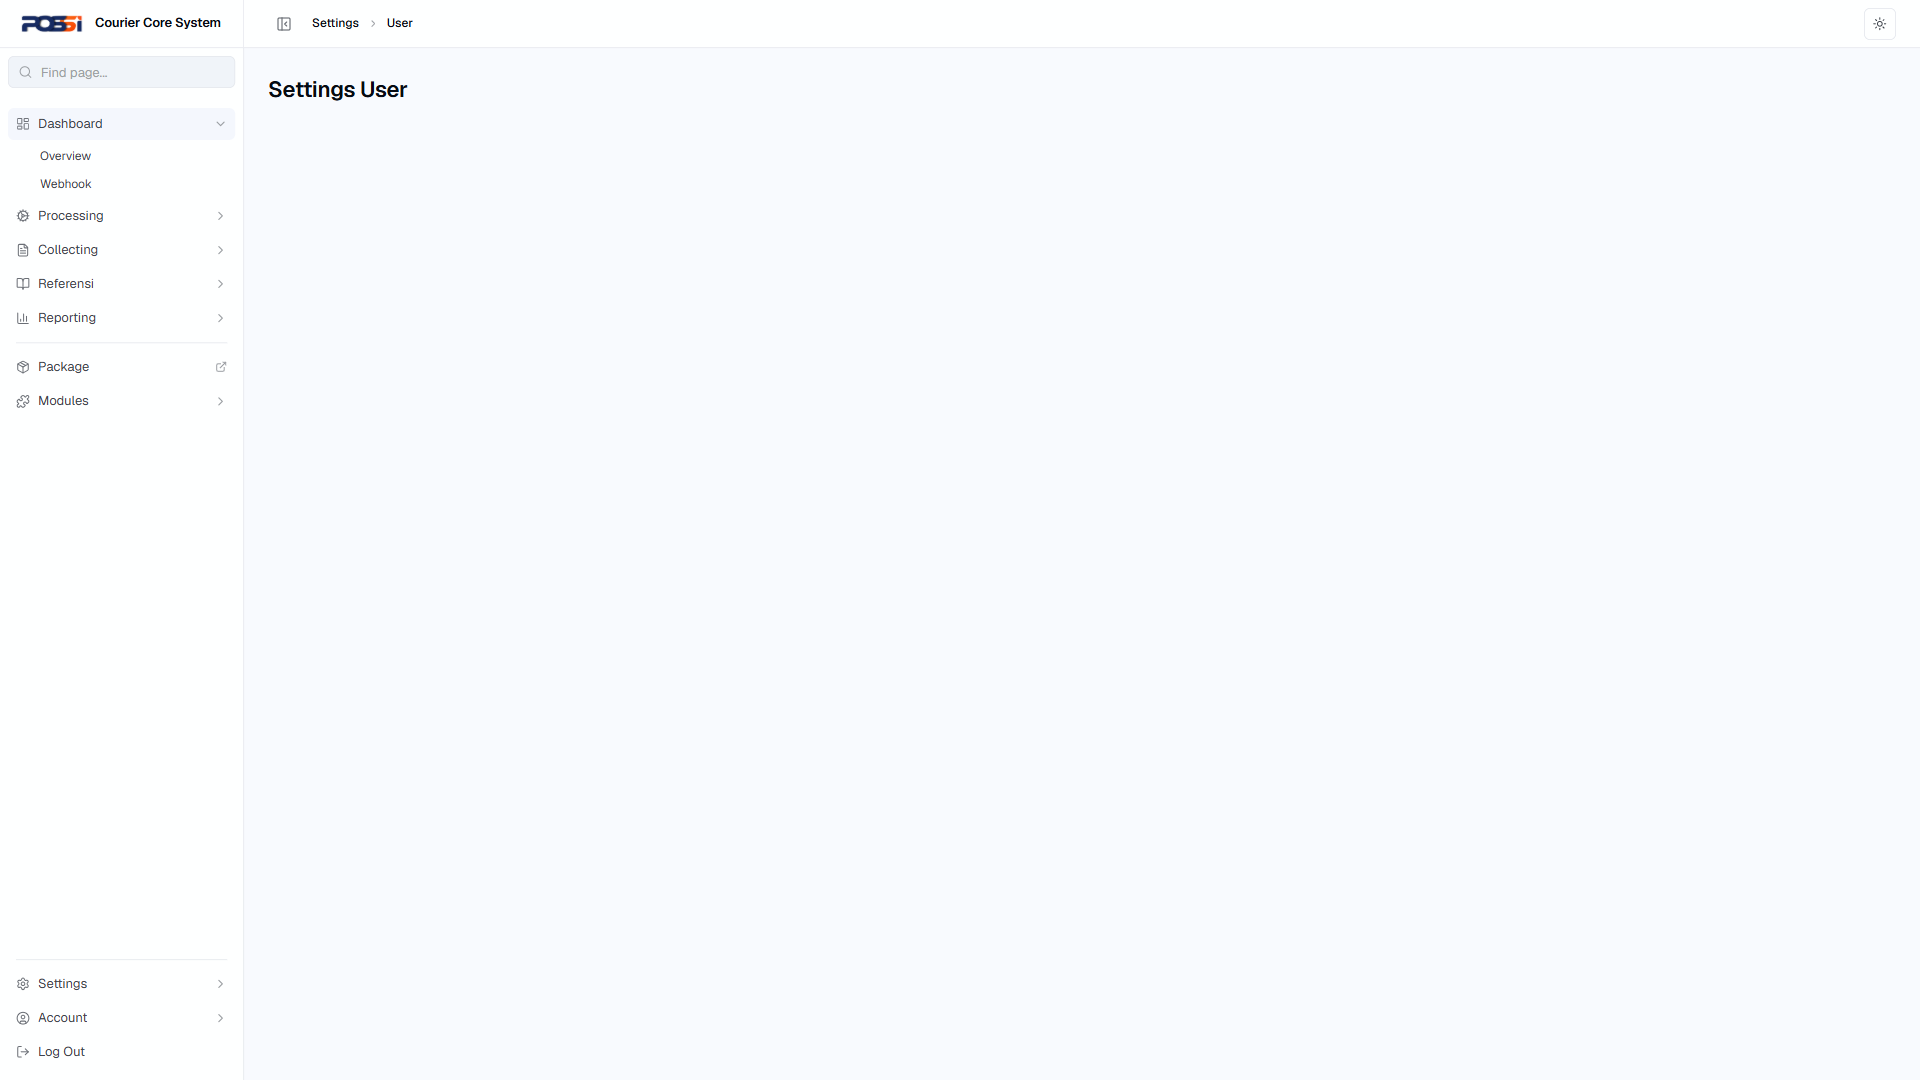 POSSI Courier Core System
Settings
User
Find page...
Settings User
Dashboard
Overview
Webhook
Processing
Collecting
Referensi
Reporting
Package
Modules
Settings
Account
Log Out